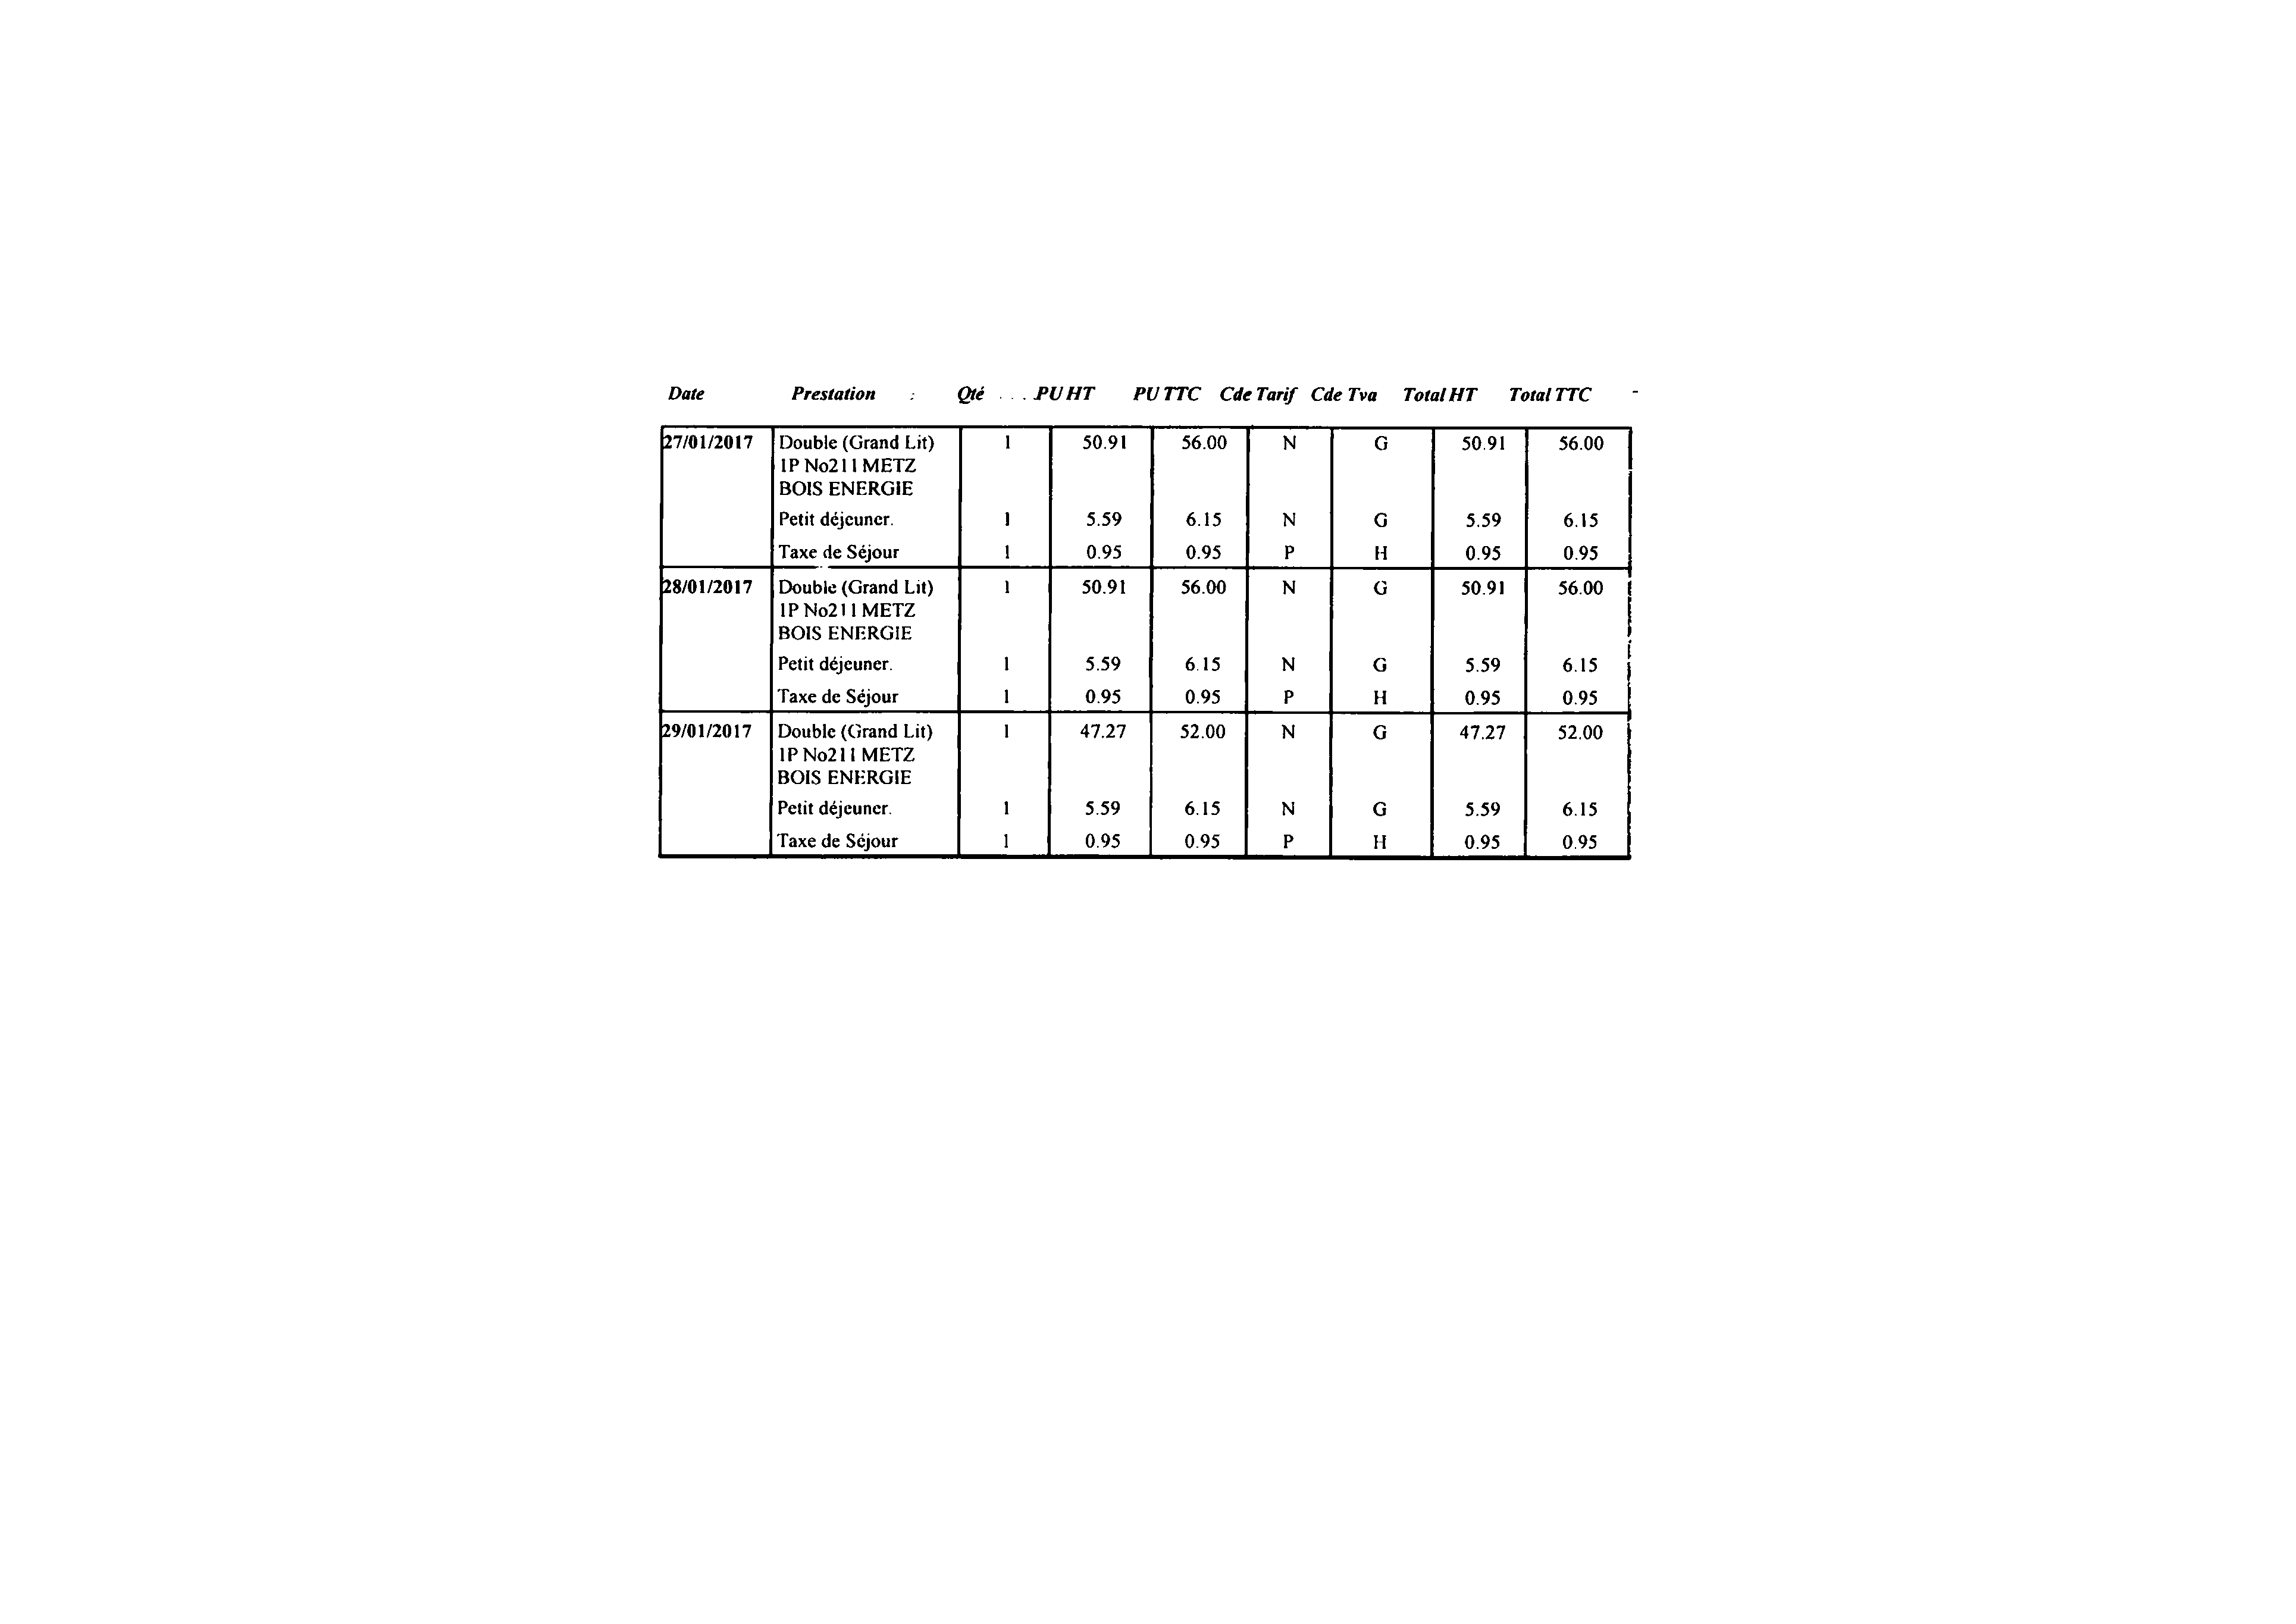 Date Prestation : Qté . . . PU HT PU TTC Cde Tarif Cde Tva Total HT Total TTC -
27/01/2017 Double (Grand Lit) 1 50.91 56.00 N G 50.91 56.00
1P No211 METZ
BOIS ENERGIE
Petit déjeuner. 1 5.59 6.15 N G 5.59 6.15
Taxe de Séjour 1 0.95 0.95 P H 0.95 0.95
28/01/2017 Double (Grand Lit) 1 50.91 56.00 N G 50.91 56.00
1P No211 METZ
BOIS ENERGIE
Petit déjeuner. 1 5.59 6.15 N G 5.59 6.15
Taxe de Séjour 1 0.95 0.95 P H 0.95 0.95
29/01/2017 Double (Grand Lit) 1 47.27 52.00 N G 47.27 52.00
1P No211 METZ
BOIS ENERGIE
Petit déjeuner. 1 5.59 6.15 N G 5.59 6.15
Taxe de Séjour 1 0.95 0.95 P H 0.95 0.95